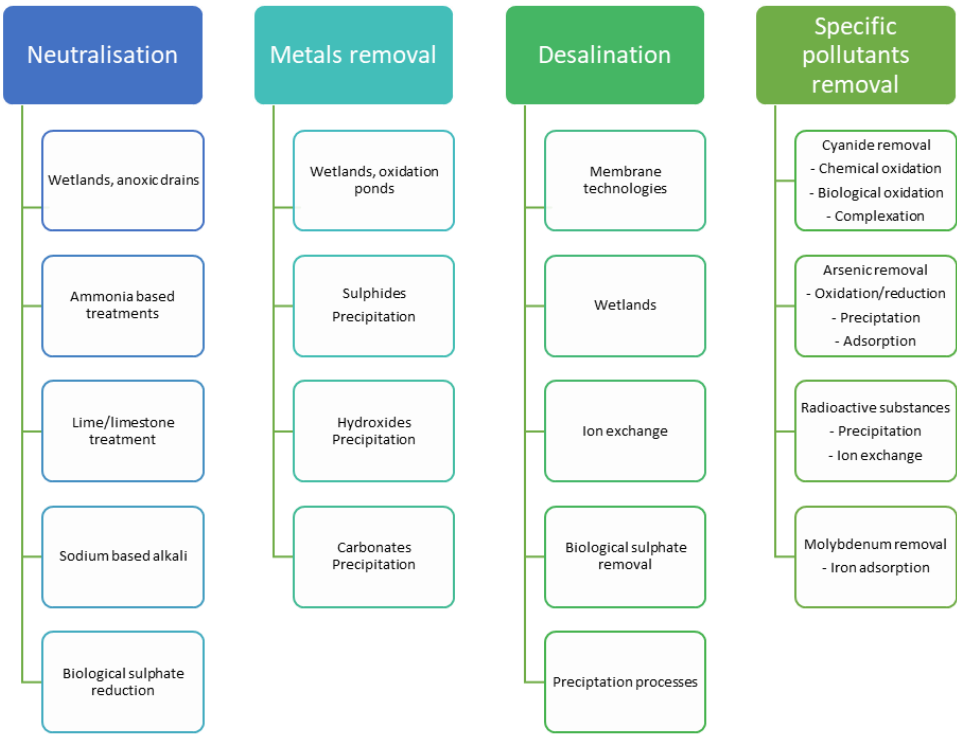 Neutralisation
Wetlands, anoxic drains
Ammonia based
treatments
Lime/limestone
treatment
Sodium based alkali
Biological sulphate
reduction
Metals removal
Wetlands, oxidation
ponds
Sulphides
Precipitation
Hydroxides
Precipitation
Carbonates
Precipitation
Desalination
Membrane
technologies
Wetlands
Ion exchange
Biological sulphate
removal
Preciptation processes
Specific
pollutants
removal
Cyanide removal
- Chemical oxidation
- Biological oxidation
- Complexation
Arsenic removal
- Oxidation/reduction
- Preciptation
- Adsorption
Radioactive substances
- Precipitation
- Ion exchange
Molybdenum removal
- Iron adsorption